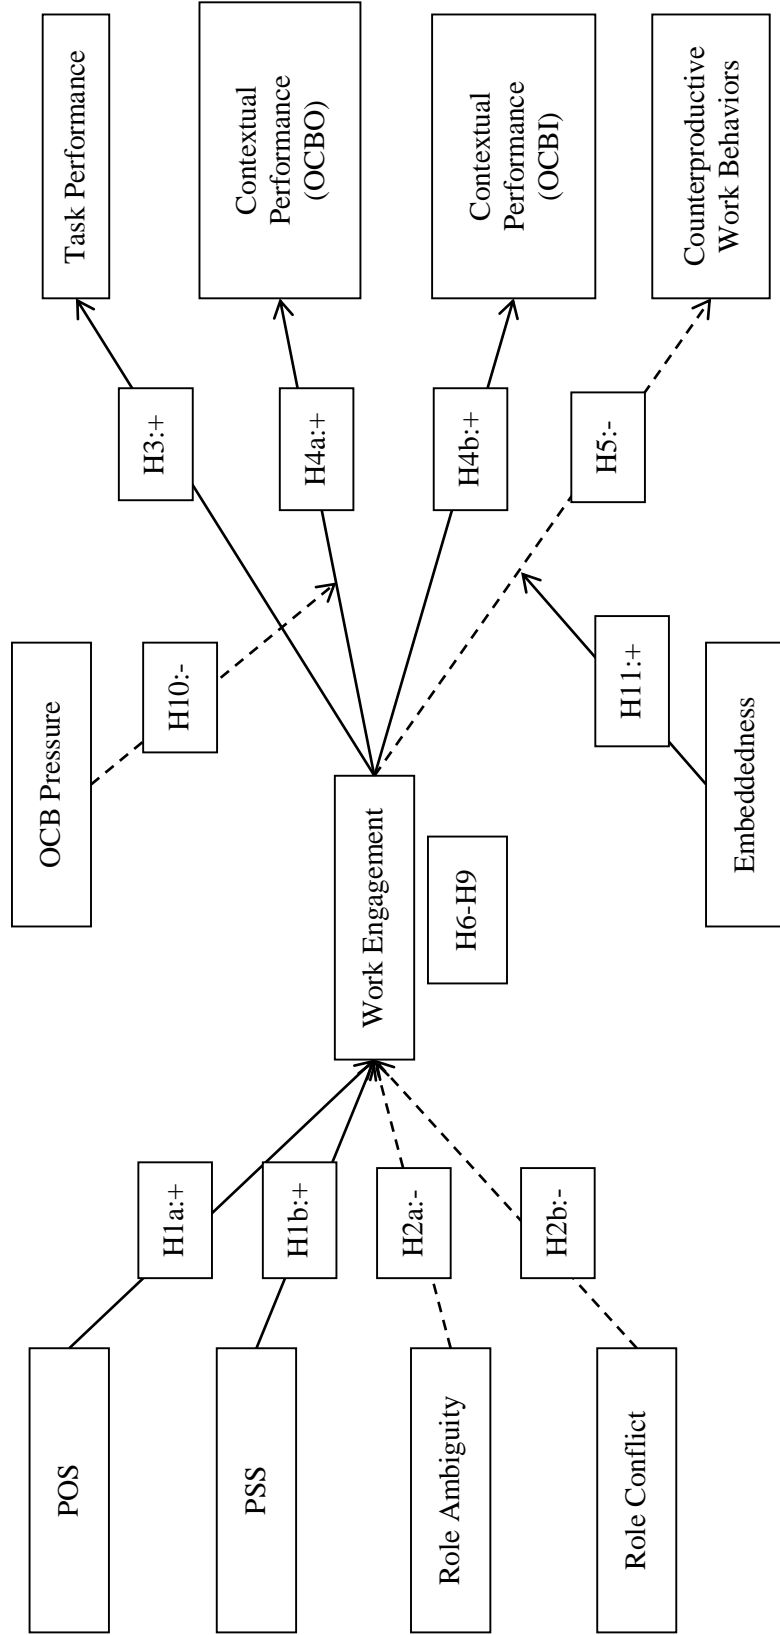 POS
PSS
Role Ambiguity
Role Conflict
H1a:+
H1b:+
H2a:-
H2b:-
OCB Pressure
Work Engagement
H6-H9
Embeddedness
H10:-
H11:+
H3:+
H4a:+
H4b:+
H5:-
Task Performance
Contextual
Performance
(OCBO)
Contextual
Performance
(OCBI)
Counterproductive
Work Behaviors